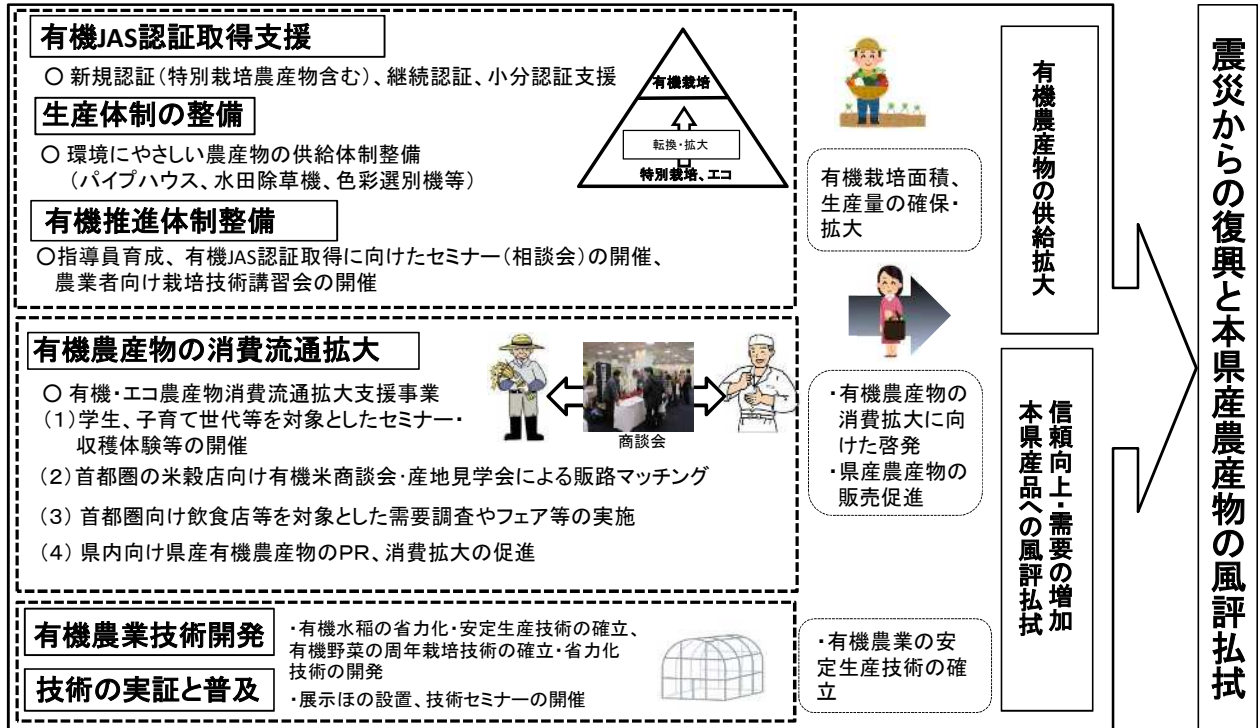 有機JAS認証取得支援
○ 新規認証(特別栽培農産物含む)、継続認証、小分認証支援
生産体制の整備
○ 環境にやさしい農産物の供給体制整備
(パイプハウス、水田除草機、色彩選別機等)
有機推進体制整備
○指導員育成、有機JAS認証取得に向けたセミナー(相談会)の開催、
農業者向け栽培技術講習会の開催
有機栽培
転換・拡大
特別栽培、エコ
有機栽培面積、
生産量の確保・
拡大
有機農産物の消費流通拡大
○ 有機・エコ農産物消費流通拡大支援事業
(1)学生、子育て世代等を対象としたセミナー・
収穫体験等の開催
(2)首都圏の米穀店向け有機米商談会・産地見学会による販路マッチング
(3) 首都圏向け飲食店等を対象とした需要調査やフェア等の実施
(4) 県内向け県産有機農産物のPR、消費拡大の促進
商談会
・有機農産物の
消費拡大に向
けた啓発
・県産農産物の
販売促進
有機農業技術開発
技術の実証と普及
・有機水稲の省力化・安定生産技術の確立、
有機野菜の周年栽培技術の確立・省力化
技術の開発
・展示ほの設置、技術セミナーの開催
・有機農業の安
定生産技術の確
立
有機農産物の供給拡大
信頼向上・需要の増加
本県産品への風評払拭
震災からの復興と本県産農産物の風評払拭